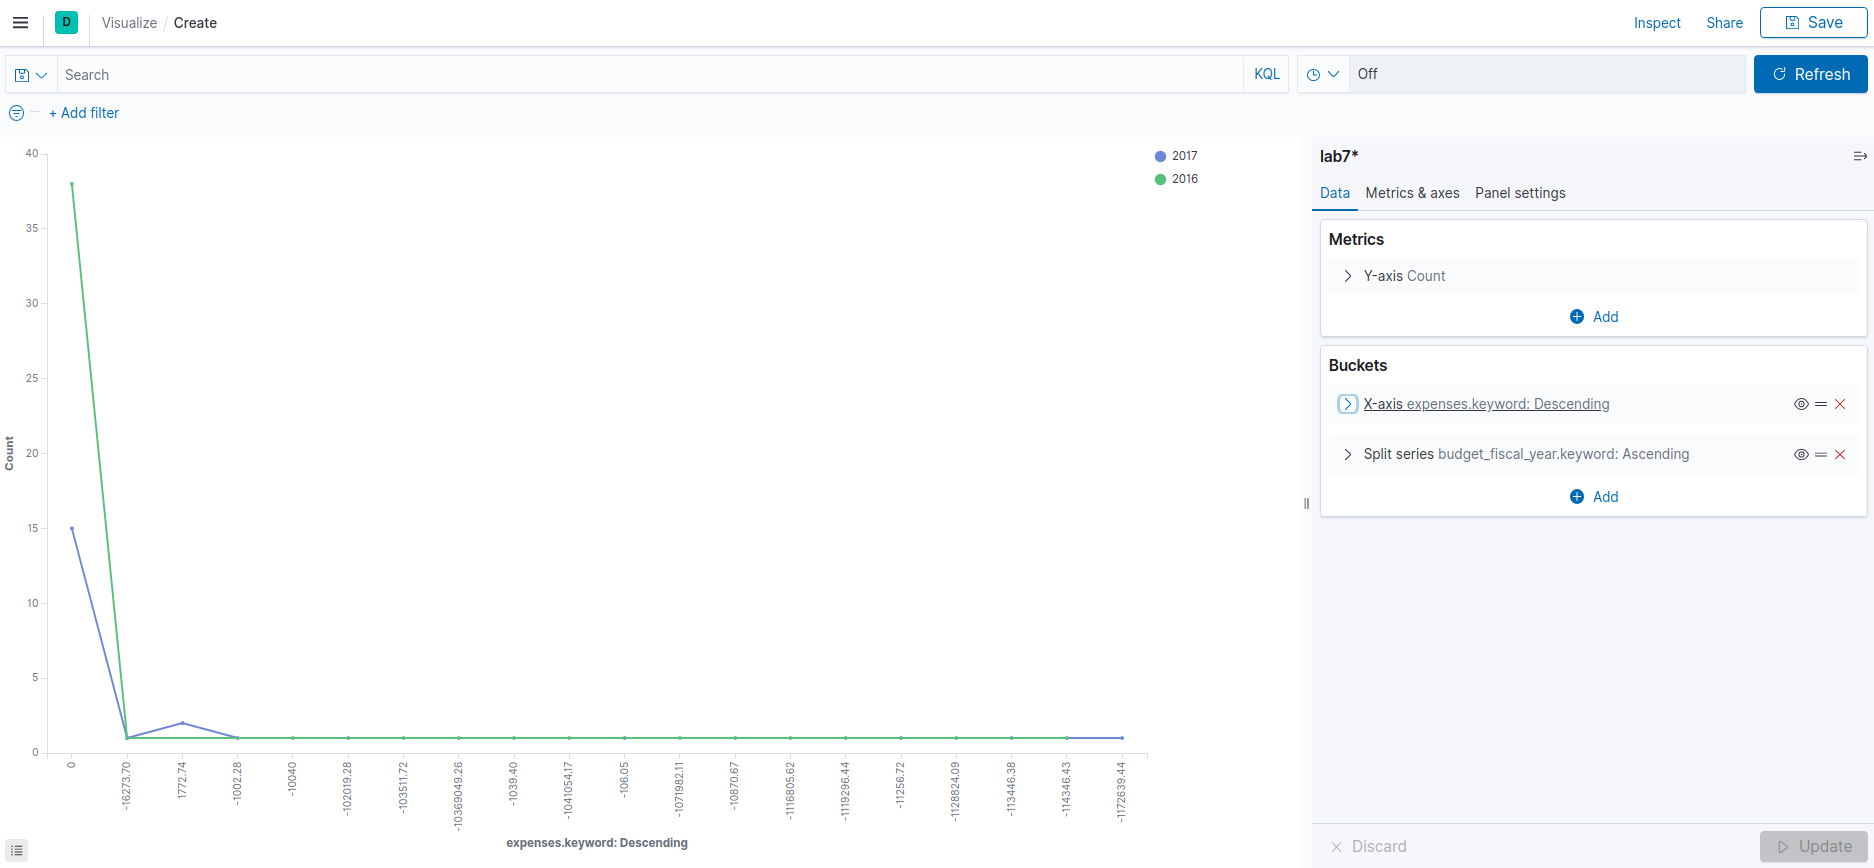 D Visualize / Create Inspect Share Save
Search KQL Off Refresh
+ Add filter
40
35
30
25
20
15
10
5
0
Count
2017
2016
0
-16273.70
1772.74
-1002.28
-10040
-102019.28
-103511.72
-10369049.26
-1039.40
-1041054.17
-106.05
-1071982.11
-10870.67
-1116805.62
-1119296.44
-11256.72
-1128824.09
-113446.38
-114346.43
-1172639.44
expenses.keyword: Descending
lab7*
Data Metrics & axes Panel settings
Metrics
Y-axis Count
Add
Buckets
X-axis expenses.keyword: Descending
Split series budget_fiscal_year.keyword: Ascending
Add
Discard Update